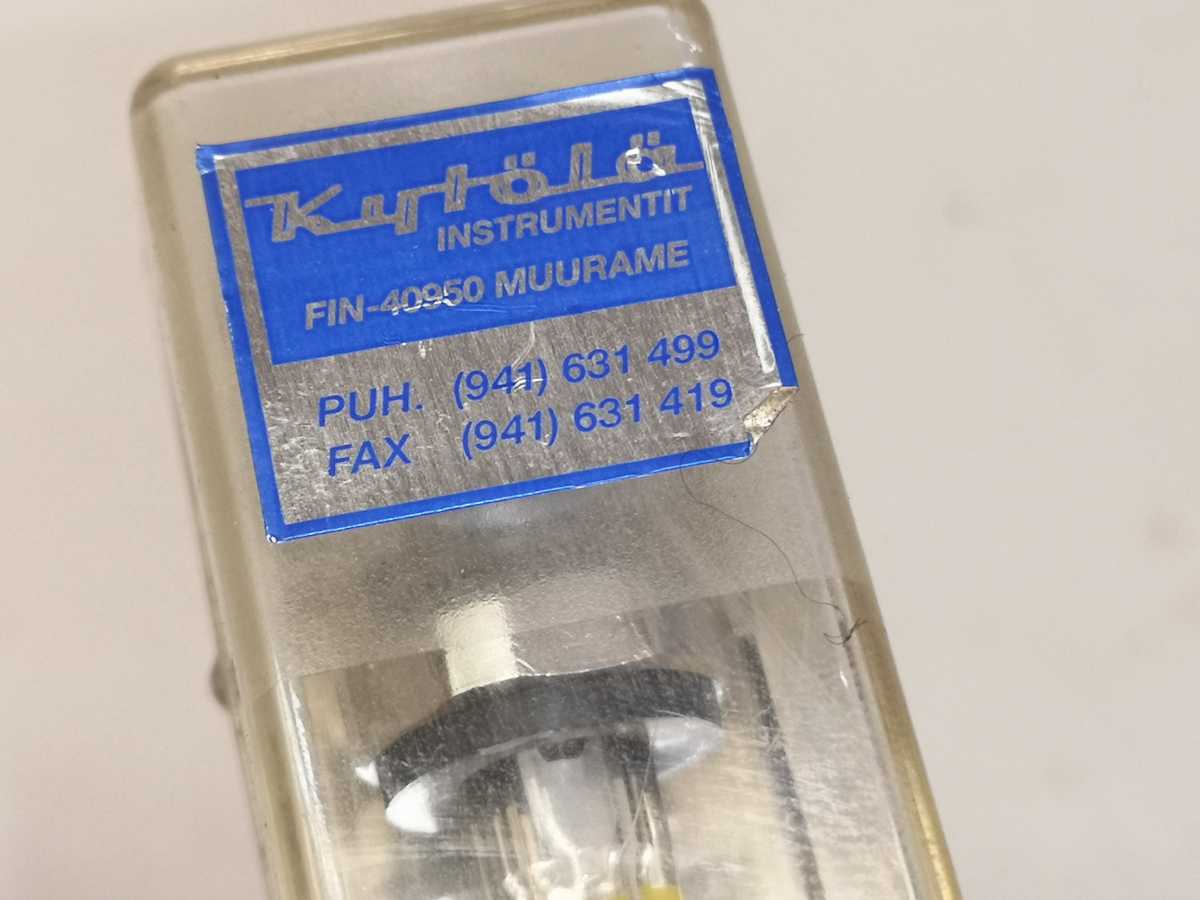 Kytölä
INSTRUMENTIT
FIN-40950 MUURAME
PUH. (941) 631 499
FAX (941) 631 419